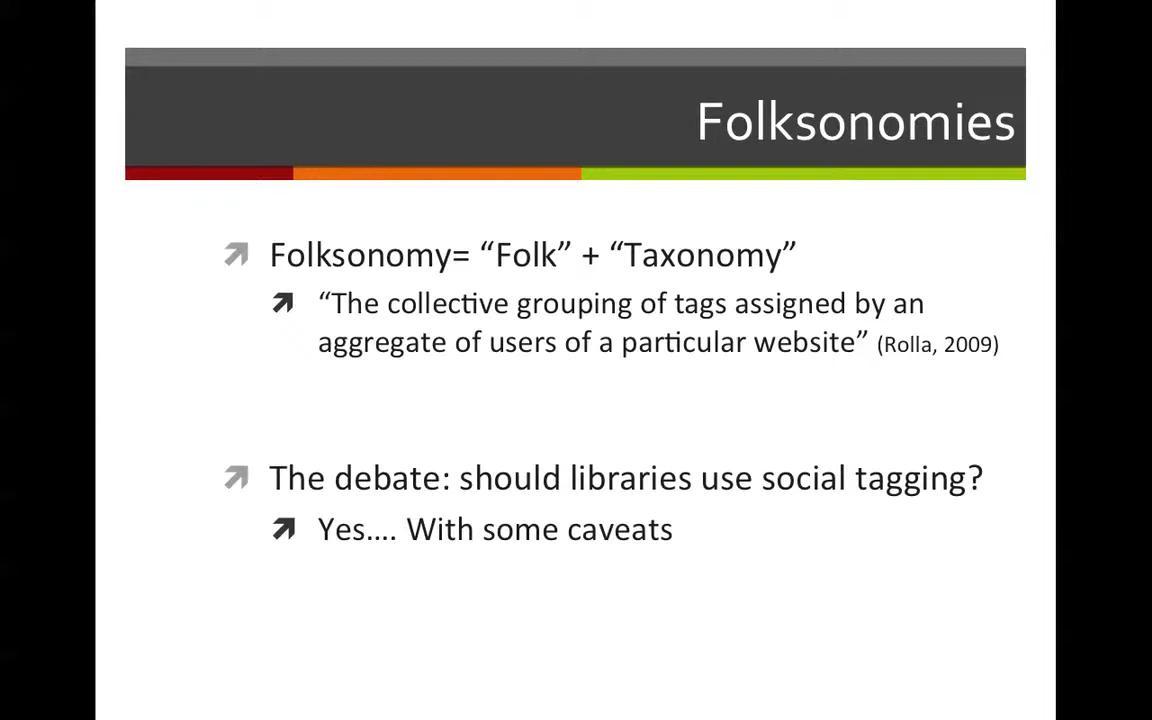 Folksonomies
Folksonomy= “Folk” + “Taxonomy”
“The collective grouping of tags assigned by an
aggregate of users of a particular website” (Rolla, 2009)
The debate: should libraries use social tagging?
Yes.... With some caveats